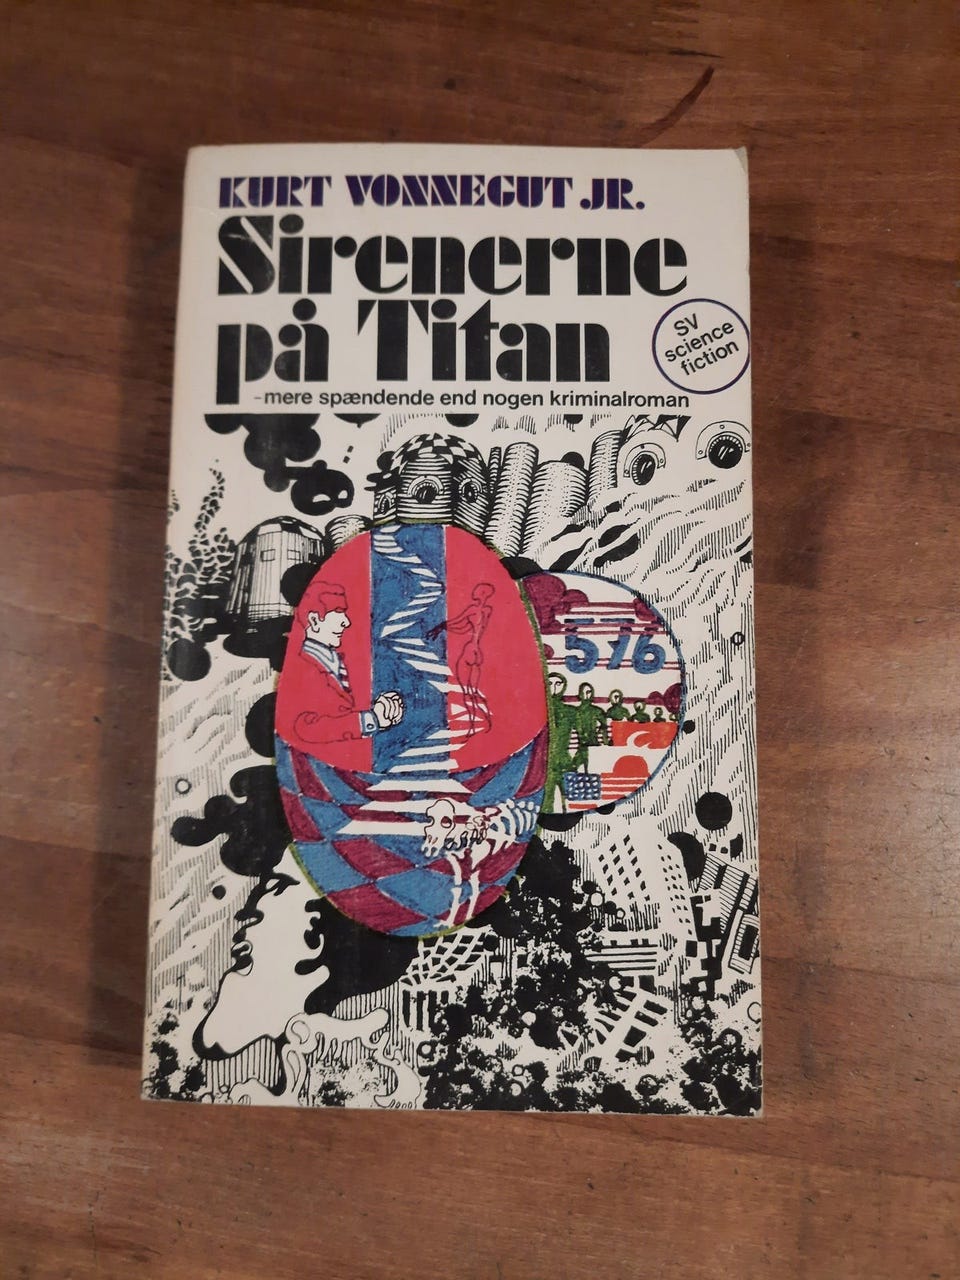 KURT VONNEGUT JR.
Sirenerne
på Titan
SV
science
fiction
- mere spændende end nogen kriminalroman
576